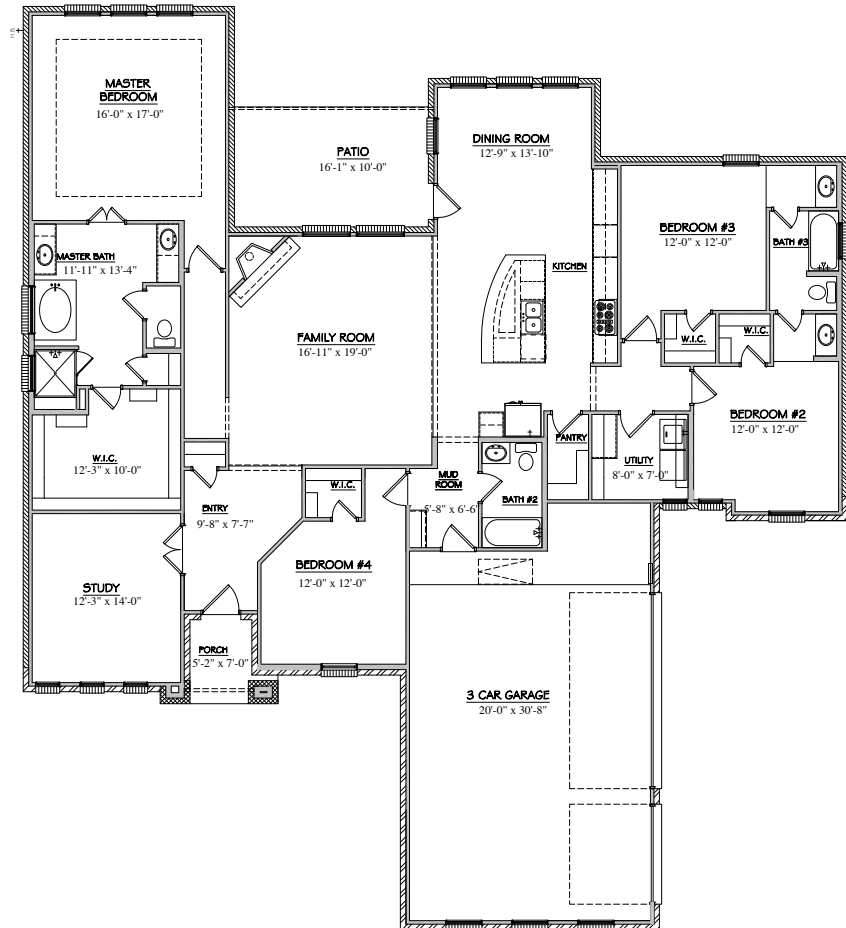 MASTER
BEDROOM
16'-0" x 17'-0"
PATIO
16'-1" x 10'-0"
DINING ROOM
12'-9" x 13'-10"
BEDROOM #3
12'-0" x 12'-0"
BATH #3
MASTER BATH
11'-11" x 13'-4"
KITCHEN
FAMILY ROOM
16'-11" x 19'-0"
W.I.C.
W.I.C.
BEDROOM #2
12'-0" x 12'-0"
W.I.C.
12'-3" x 10'-0"
PANTRY
UTILITY
8'-0" x 7'-0"
MUD
ROOM
5'-8" x 6'-6"
BATH #2
W.I.C.
ENTRY
9'-8" x 7'-7"
BEDROOM #4
12'-0" x 12'-0"
STUDY
12'-3" x 14'-0"
PORCH
5'-2" x 7'-0"
3 CAR GARAGE
20'-0" x 30'-8"